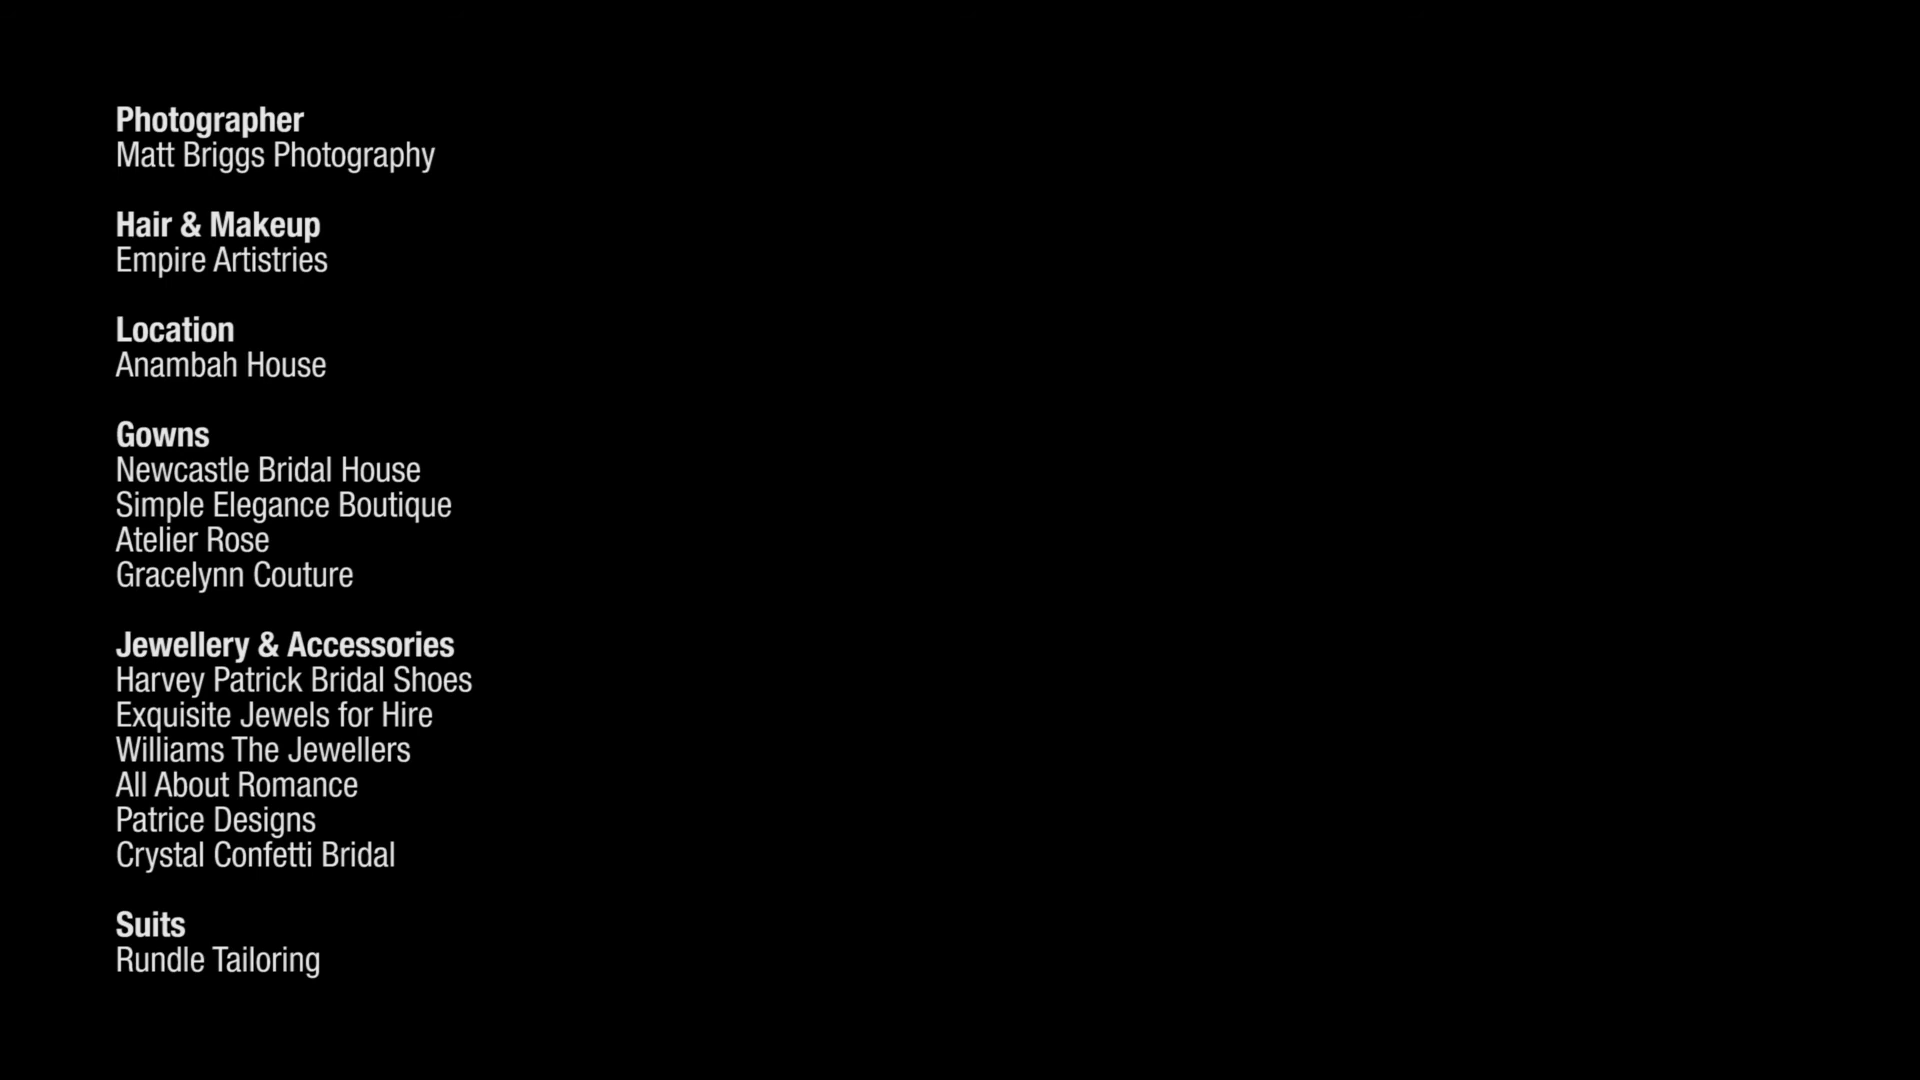 Photographer
Matt Briggs Photography
Hair & Makeup
Empire Artistries
Location
Anambah House
Gowns
Newcastle Bridal House
Simple Elegance Boutique
Atelier Rose
Gracelynn Couture
Jewellery & Accessories
Harvey Patrick Bridal Shoes
Exquisite Jewels for Hire
Williams The Jewellers
All About Romance
Patrice Designs
Crystal Confetti Bridal
Suits
Rundle Tailoring